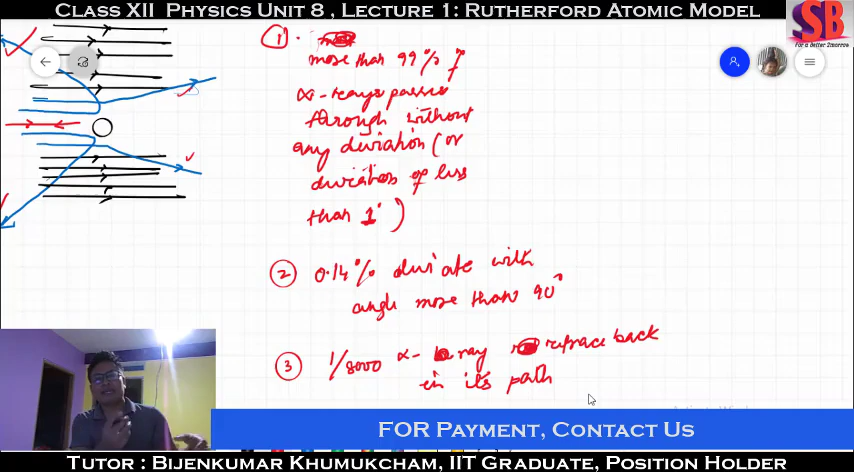 CLASS XII PHYSICS UNIT 8 , LECTURE 1: RUTHERFORD ATOMIC MODEL
SB
For a better 2morrow
1
more than 99% of
α-rays passes
through without
any deviation (or
deviation of less
than 1°)
2 0.14% deviate with
angle more than 90°
3 1/8000 α- ray retrace back
in its path
FOR PAYMENT, CONTACT US
TUTOR : BIJENKUMAR KHUMUKCHAM, IIT GRADUATE, POSITION HOLDER